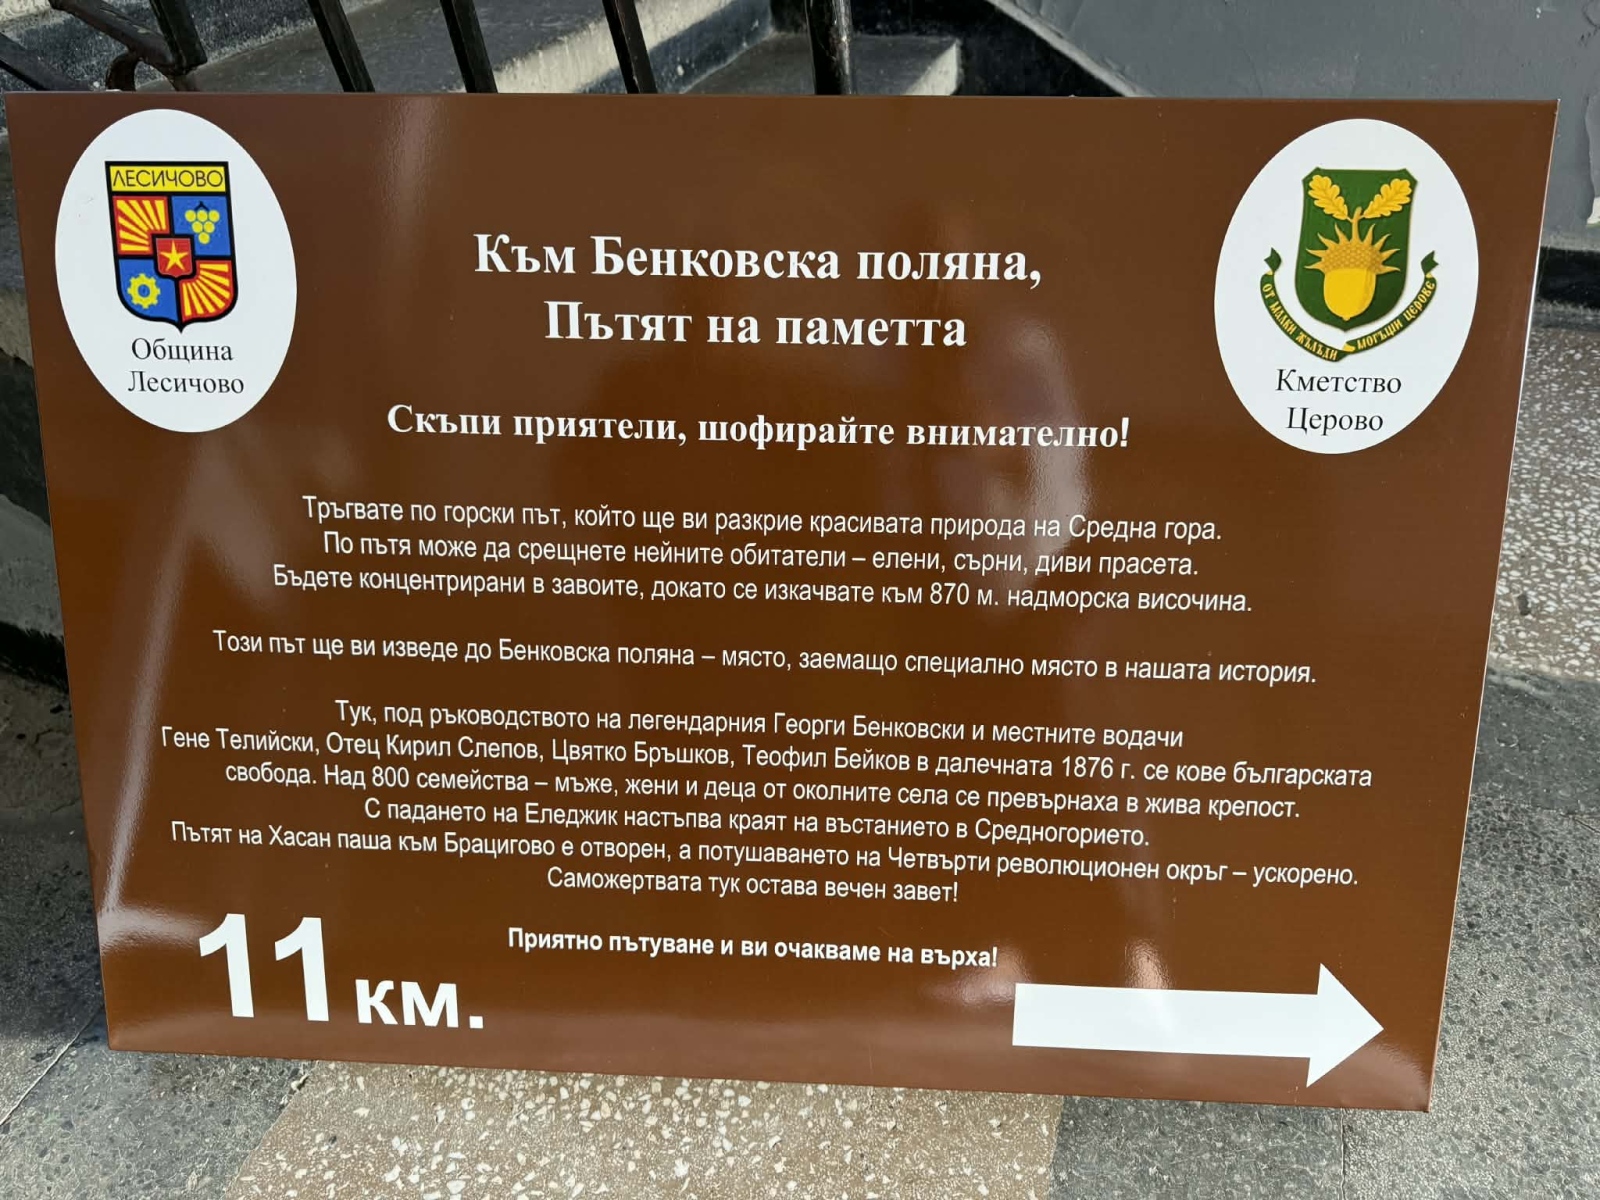 ЛЕСИЧОВО
Община
Лесичово
ОТ МАЛКИ ЖЪЛЪДИ МОГЪЩИ ЦЕРОВЕ
Кметство
Церово
Към Бенковска поляна,
Пътят на паметта
Скъпи приятели, шофирайте внимателно!
Тръгвате по горски път, който ще ви разкрие красивата природа на Средна гора.
По пътя може да срещнете нейните обитатели – елени, сърни, диви прасета.
Бъдете концентрирани в завоите, докато се изкачвате към 870 м. надморска височина.
Този път ще ви изведе до Бенковска поляна – място, заемащо специално място в нашата история.
Тук, под ръководството на легендарния Георги Бенковски и местните водачи
Гене Телийски, Отец Кирил Слепов, Цвятко Бръшков, Теофил Бейков в далечната 1876 г. се кове българската
свобода. Над 800 семейства – мъже, жени и деца от околните села се превърнаха в жива крепост.
С падането на Еледжик настъпва краят на въстанието в Средногорието.
Пътят на Хасан паша към Брацигово е отворен, а потушаването на Четвърти революционен окръг – ускорено.
Саможертвата тук остава вечен завет!
Приятно пътуване и ви очакваме на върха!
11 км.